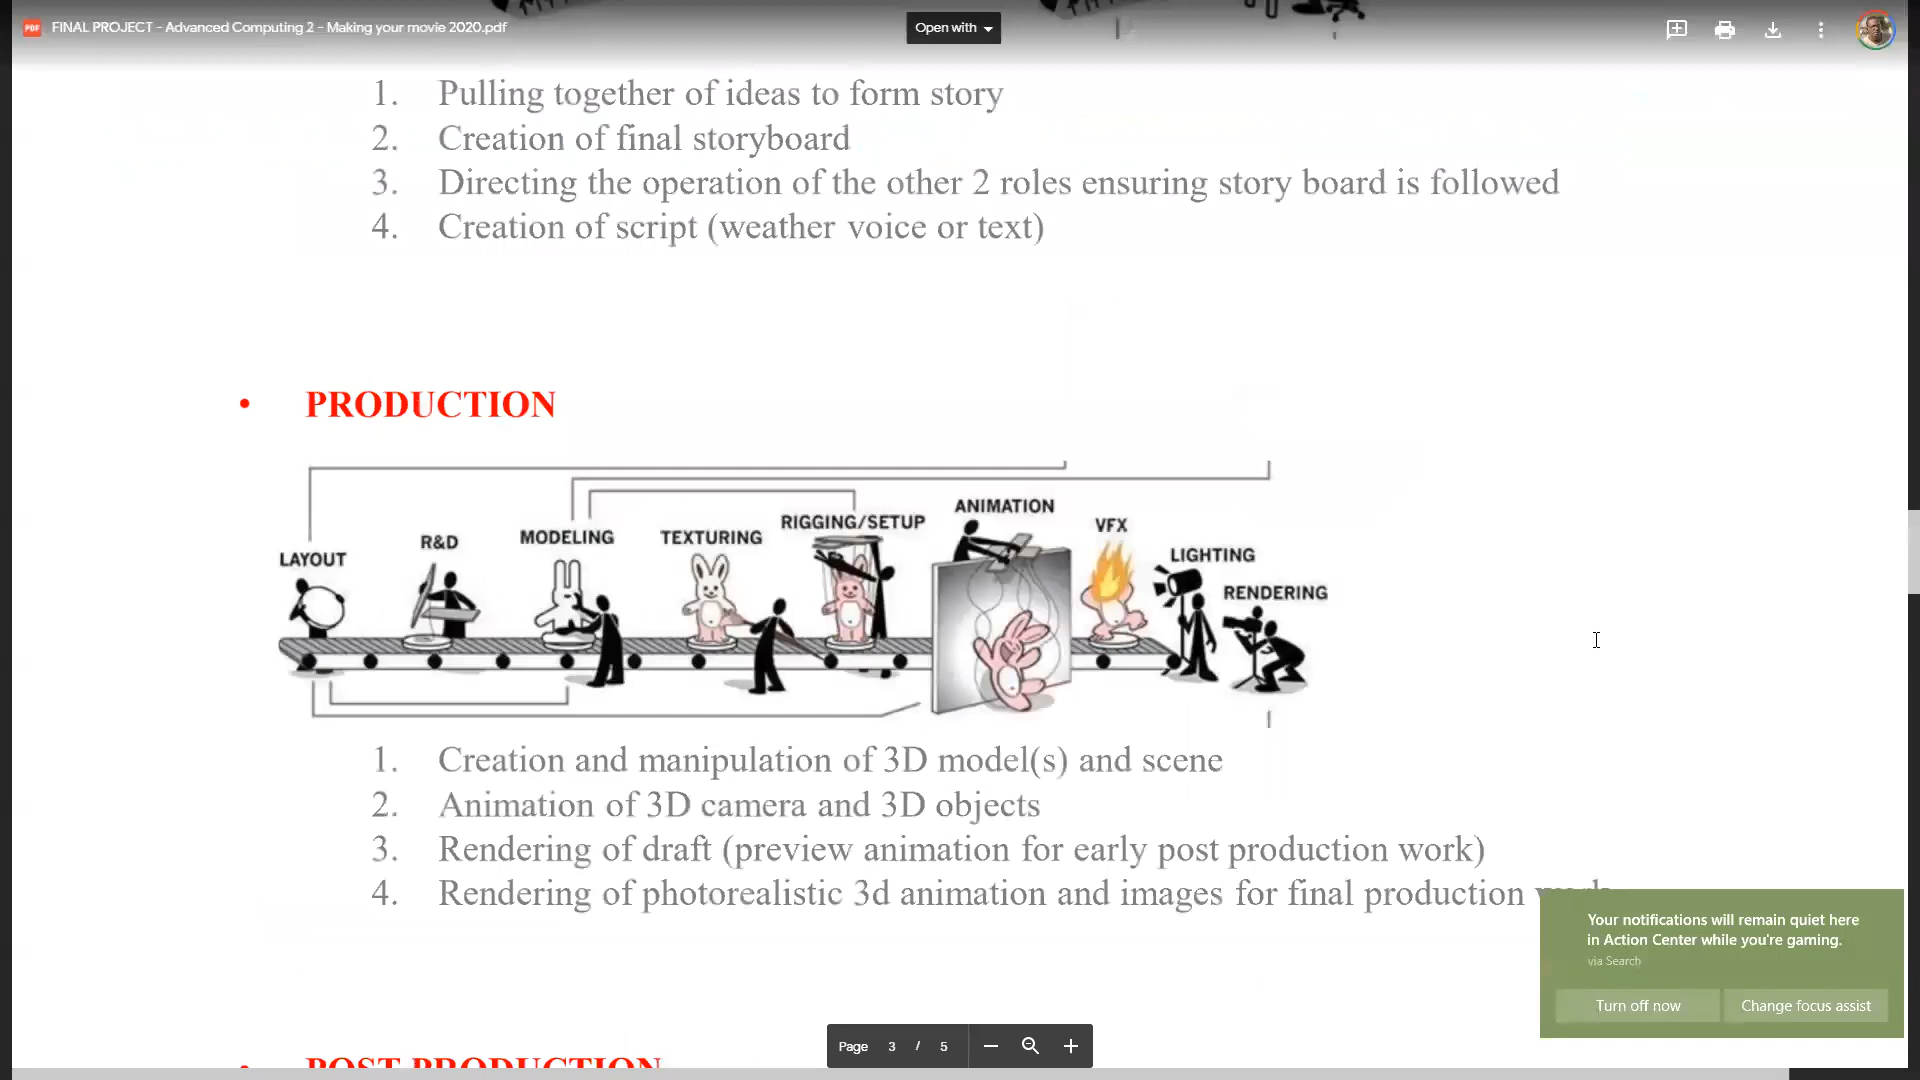 FINAL PROJECT - Advanced Computing 2 - Making your movie 2020.pdf
Open with
1. Pulling together of ideas to form story
2. Creation of final storyboard
3. Directing the operation of the other 2 roles ensuring story board is followed
4. Creation of script (weather voice or text)
• PRODUCTION
LAYOUT
R&D
MODELING
TEXTURING
RIGGING/SETUP
ANIMATION
VFX
LIGHTING
RENDERING
1. Creation and manipulation of 3D model(s) and scene
2. Animation of 3D camera and 3D objects
3. Rendering of draft (preview animation for early post production work)
4. Rendering of photorealistic 3d animation and images for final production work
• POST PRODUCTION
Your notifications will remain quiet here
in Action Center while you're gaming.
via Search
Turn off now
Change focus assist
Page 3 / 5